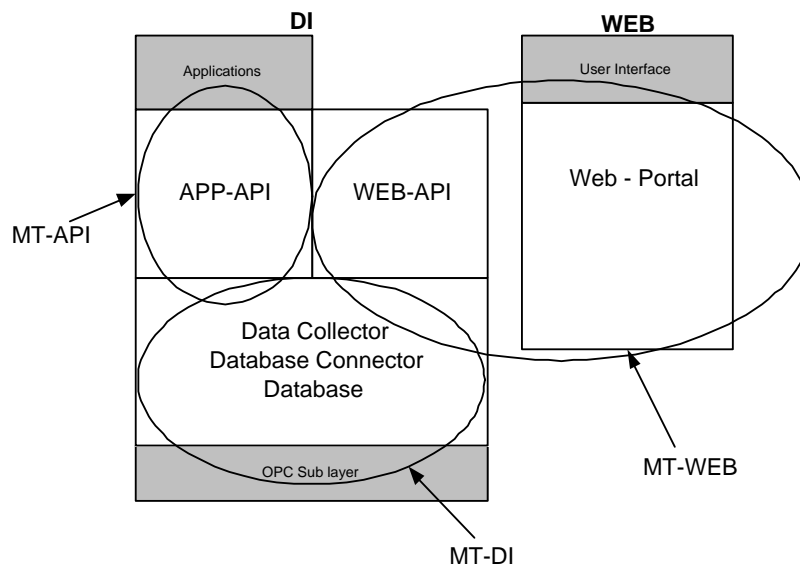 DI
WEB
Applications
User Interface
APP-API
WEB-API
Web - Portal
MT-API
Data Collector
Database Connector
Database
MT-WEB
OPC Sub layer
MT-DI